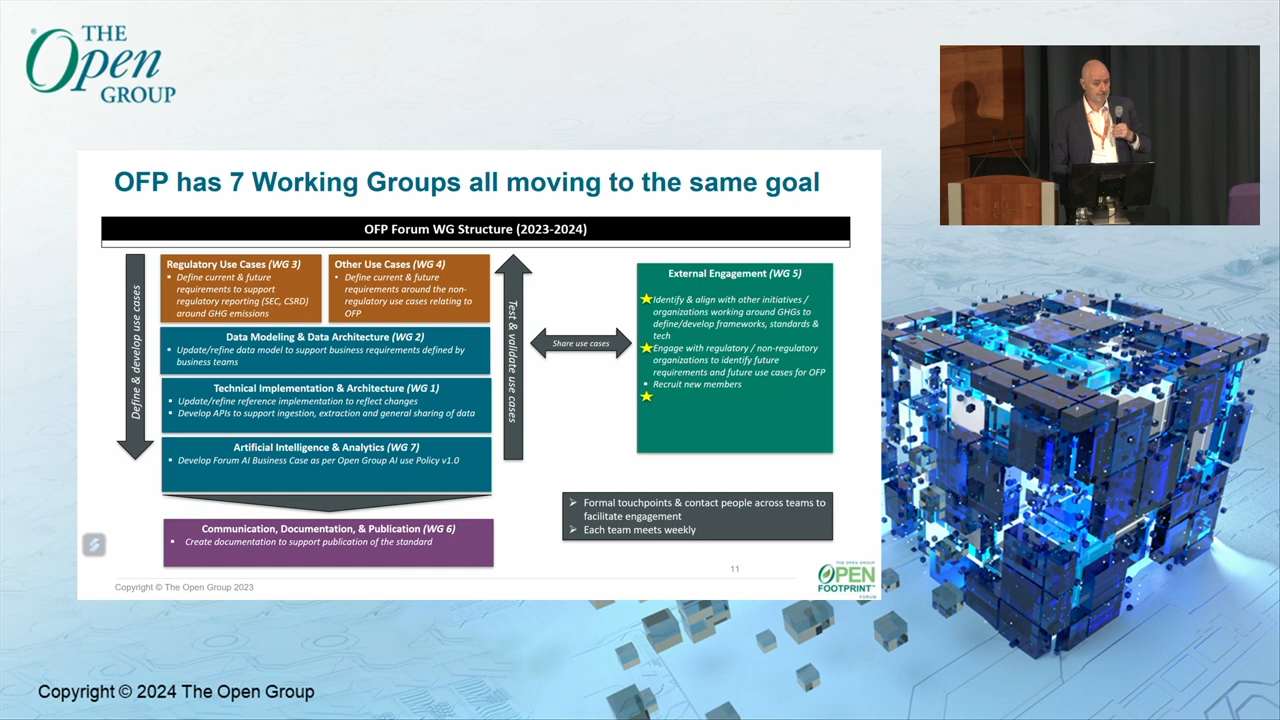 THE
Open
GROUP
OFP has 7 Working Groups all moving to the same goal
OFP Forum WG Structure (2023-2024)
Define & develop use cases
Regulatory Use Cases (WG 3)
▪ Define current & future
requirements to support
regulatory reporting (SEC, CSRD)
around GHG emissions
Other Use Cases (WG 4)
• Define current & future
requirements around the non-
regulatory use cases relating to
OFP
Data Modeling & Data Architecture (WG 2)
▪ Update/refine data model to support business requirements defined by
business teams
Technical Implementation & Architecture (WG 1)
▪ Update/refine reference implementation to reflect changes
▪ Develop APIs to support ingestion, extraction and general sharing of data
Artificial Intelligence & Analytics (WG 7)
▪ Develop Forum AI Business Case as per Open Group AI use Policy v1.0
Communication, Documentation, & Publication (WG 6)
▪ Create documentation to support publication of the standard
Test & validate use cases
Share use cases
External Engagement (WG 5)
Identify & align with other initiatives /
organizations working around GHGs to
define/develop frameworks, standards &
tech
Engage with regulatory / non-regulatory
organizations to identify future
requirements and future use cases for OFP
▪ Recruit new members
➢ Formal touchpoints & contact people across teams to
facilitate engagement
➢ Each team meets weekly
11
Copyright © The Open Group 2023
THE OPEN GROUP
OPEN
FOOTPRINT™
FORUM
Copyright © 2024 The Open Group